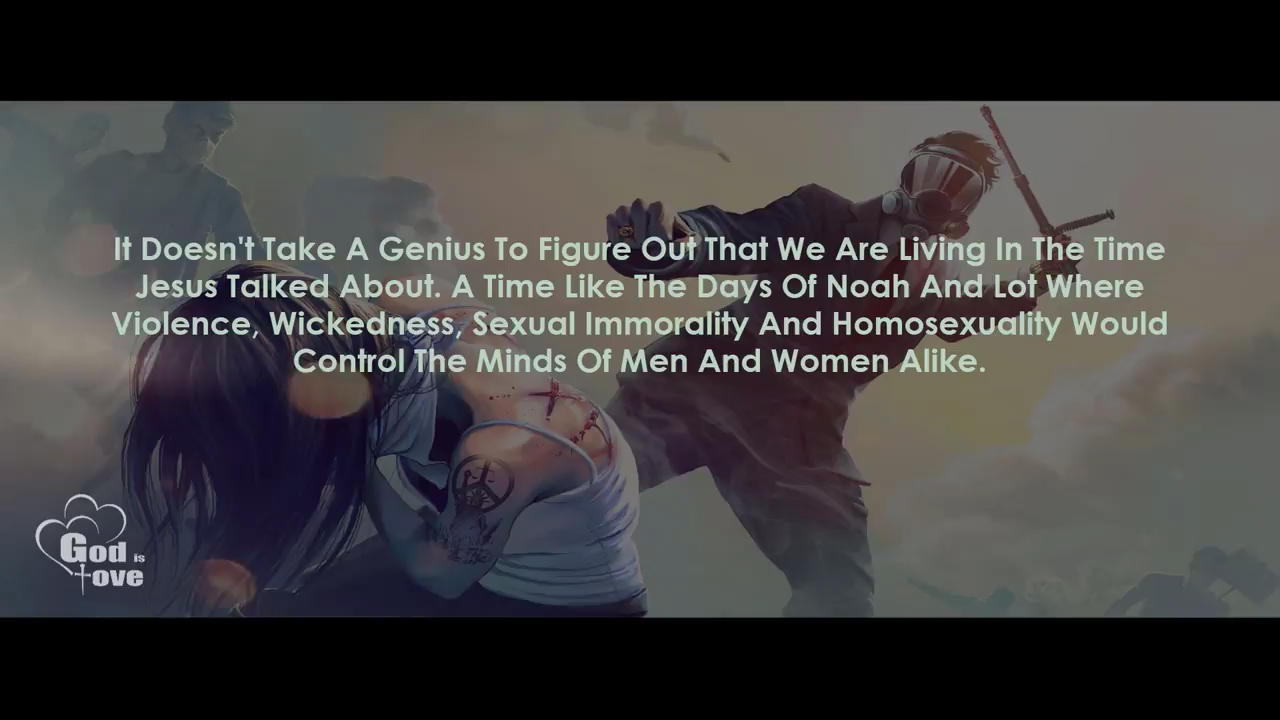 It Doesn't Take A Genius To Figure Out That We Are Living In The Time
Jesus Talked About. A Time Like The Days Of Noah And Lot Where
Violence, Wickedness, Sexual Immorality And Homosexuality Would
Control The Minds Of Men And Women Alike.
God is
Love